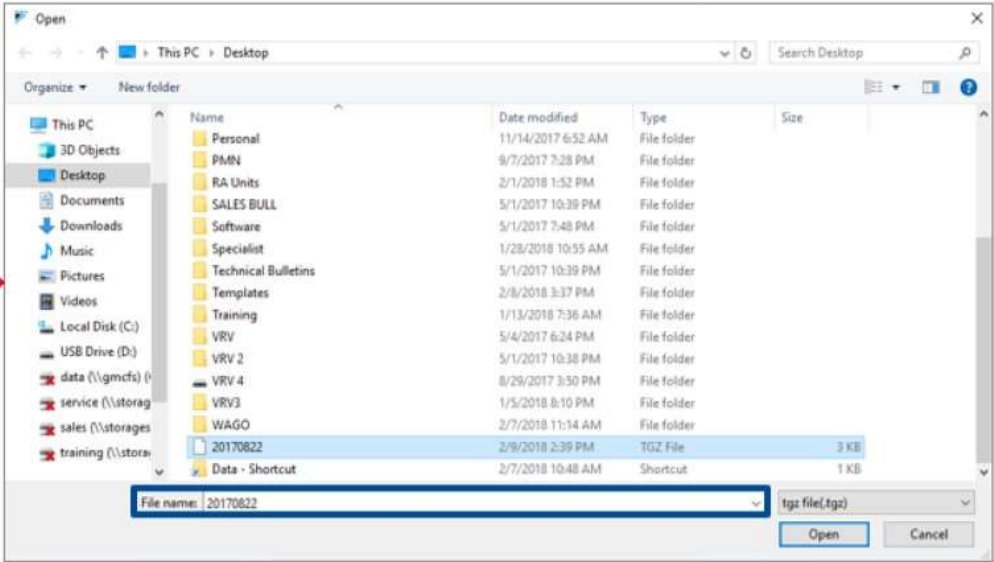 Open
This PC › Desktop
Search Desktop
Organize New folder
This PC
3D Objects
Desktop
Documents
Downloads
Music
Pictures
Videos
Local Disk (C:)
USB Drive (D:)
data (\\gmcfs) (
service (\\storag
sales (\\storages
training (\\stora
Name Date modified Type Size
Personal 11/14/2017 6:52 AM File folder
PMN 9/7/2017 7:28 PM File folder
RA Units 2/1/2018 1:52 PM File folder
SALES BULL 5/1/2017 10:39 PM File folder
Software 5/1/2017 7:48 PM File folder
Specialist 1/28/2018 10:55 AM File folder
Technical Bulletins 5/1/2017 10:39 PM File folder
Templates 2/8/2018 3:37 PM File folder
Training 1/13/2018 7:36 AM File folder
VRV 5/4/2017 6:24 PM File folder
VRV 2 5/1/2017 10:38 PM File folder
VRV 4 8/29/2017 3:50 PM File folder
VRV3 1/5/2018 8:10 PM File folder
WAGO 2/7/2018 11:14 AM File folder
20170822 2/9/2018 2:39 PM TGZ File 3 KB
Data - Shortcut 2/7/2018 10:48 AM Shortcut 1 KB
File name: 20170822
tgz file(.tgz)
Open Cancel